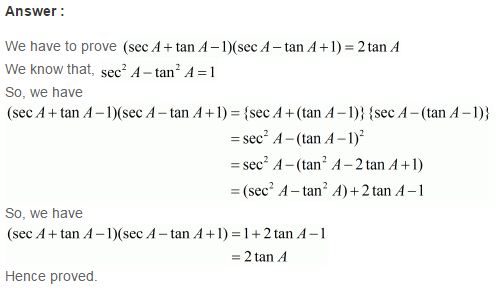 Answer :
We have to prove (sec A + tan A − 1)(sec A − tan A + 1) = 2 tan A
We know that, sec² A − tan² A = 1
So, we have
(sec A + tan A − 1)(sec A − tan A + 1) = {sec A + (tan A − 1)} {sec A − (tan A − 1)}
= sec² A − (tan A − 1)²
= sec² A − (tan² A − 2 tan A + 1)
= (sec² A − tan² A) + 2 tan A − 1
So, we have
(sec A + tan A − 1)(sec A − tan A + 1) = 1 + 2 tan A − 1
= 2 tan A
Hence proved.